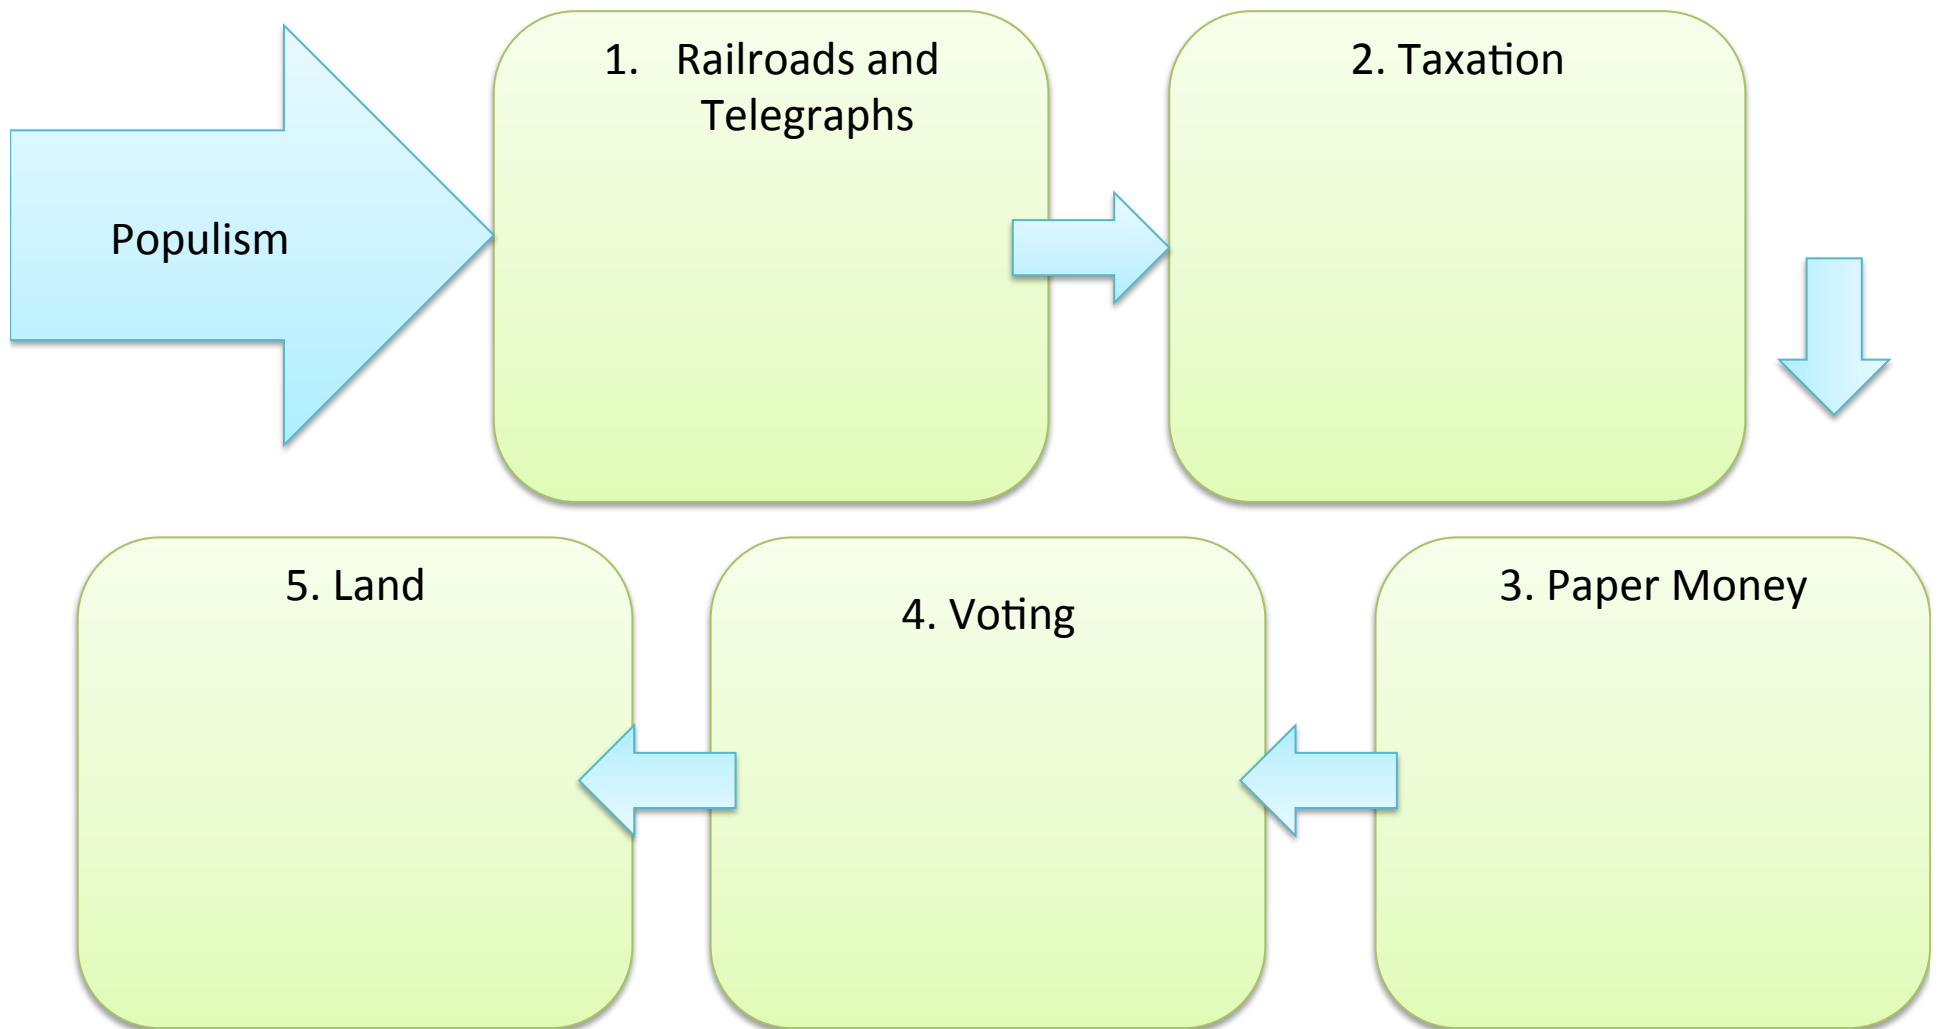 Populism
1. Railroads and
Telegraphs
2. Taxation
3. Paper Money
4. Voting
5. Land